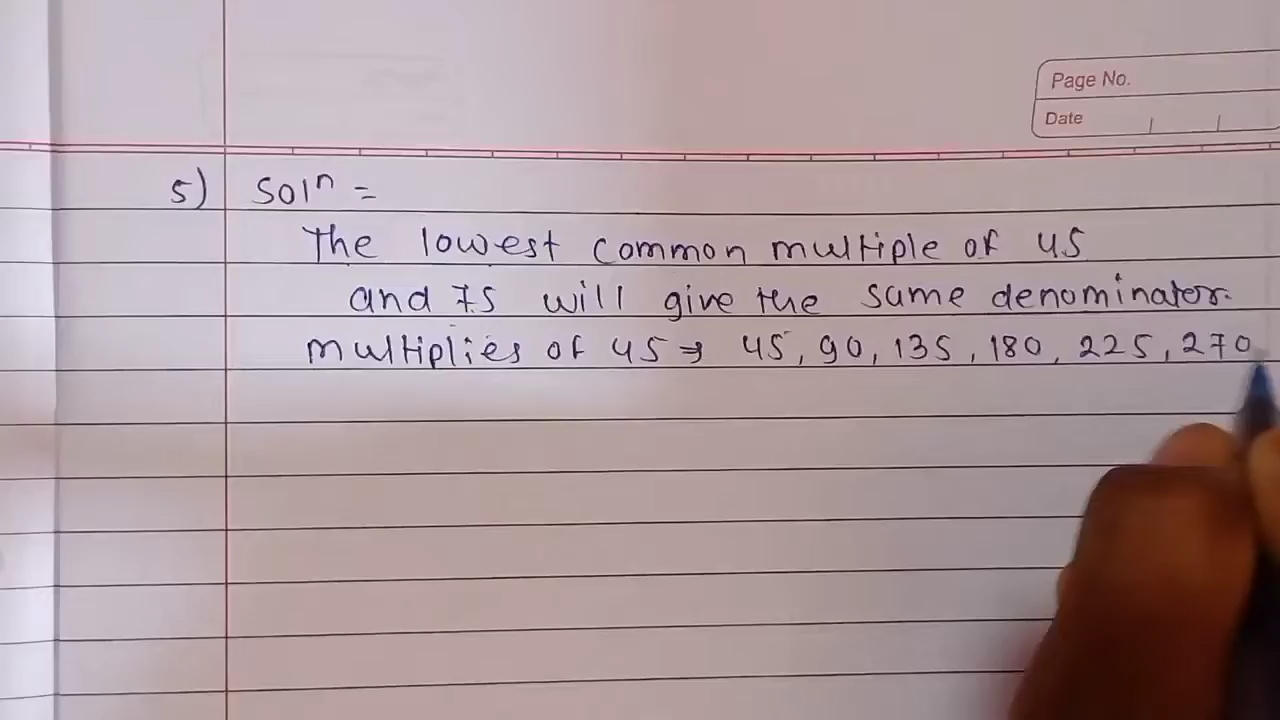 Page No.
Date
5) Solⁿ =
The lowest common multiple of 45
and 75 will give the same denominator.
multiplies of 45 ⇒ 45, 90, 135, 180, 225, 270